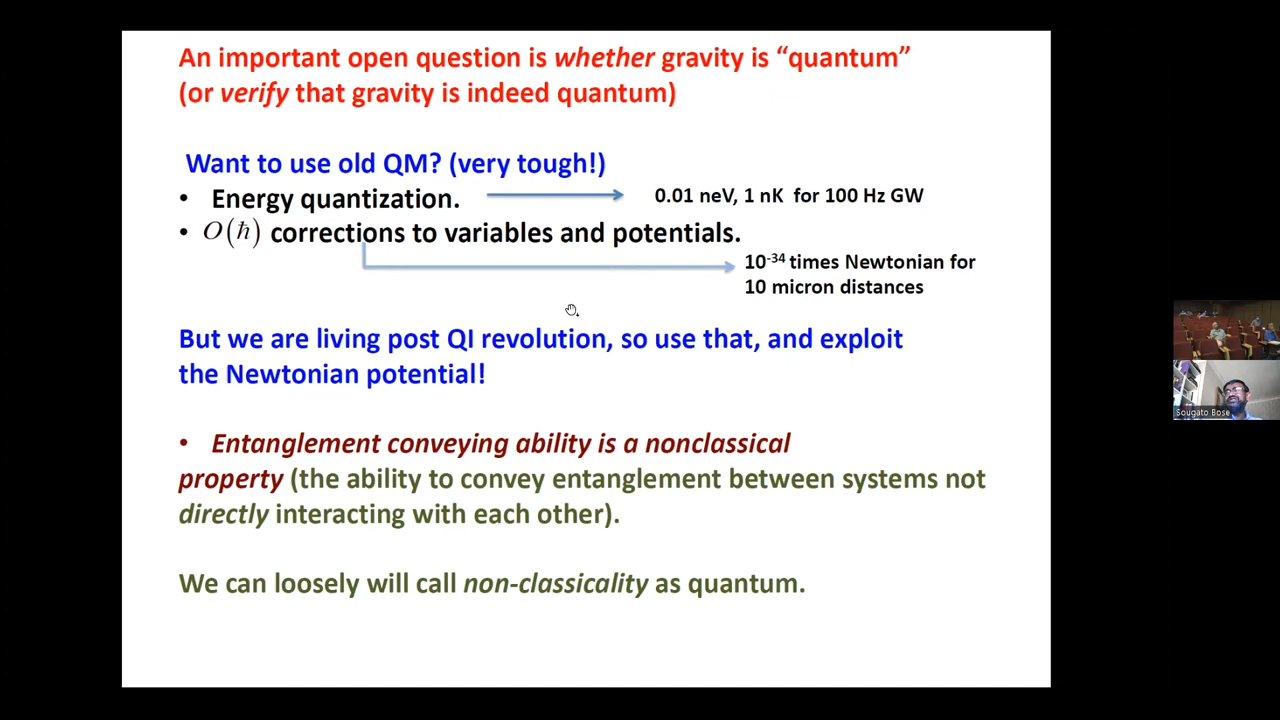 An important open question is whether gravity is “quantum”
(or verify that gravity is indeed quantum)
Want to use old QM? (very tough!)
• Energy quantization.
0.01 neV, 1 nK for 100 Hz GW
• O(ħ) corrections to variables and potentials.
10⁻³⁴ times Newtonian for
10 micron distances
But we are living post QI revolution, so use that, and exploit
the Newtonian potential!
• Entanglement conveying ability is a nonclassical
property (the ability to convey entanglement between systems not
directly interacting with each other).
We can loosely will call non-classicality as quantum.
Sougato Bose